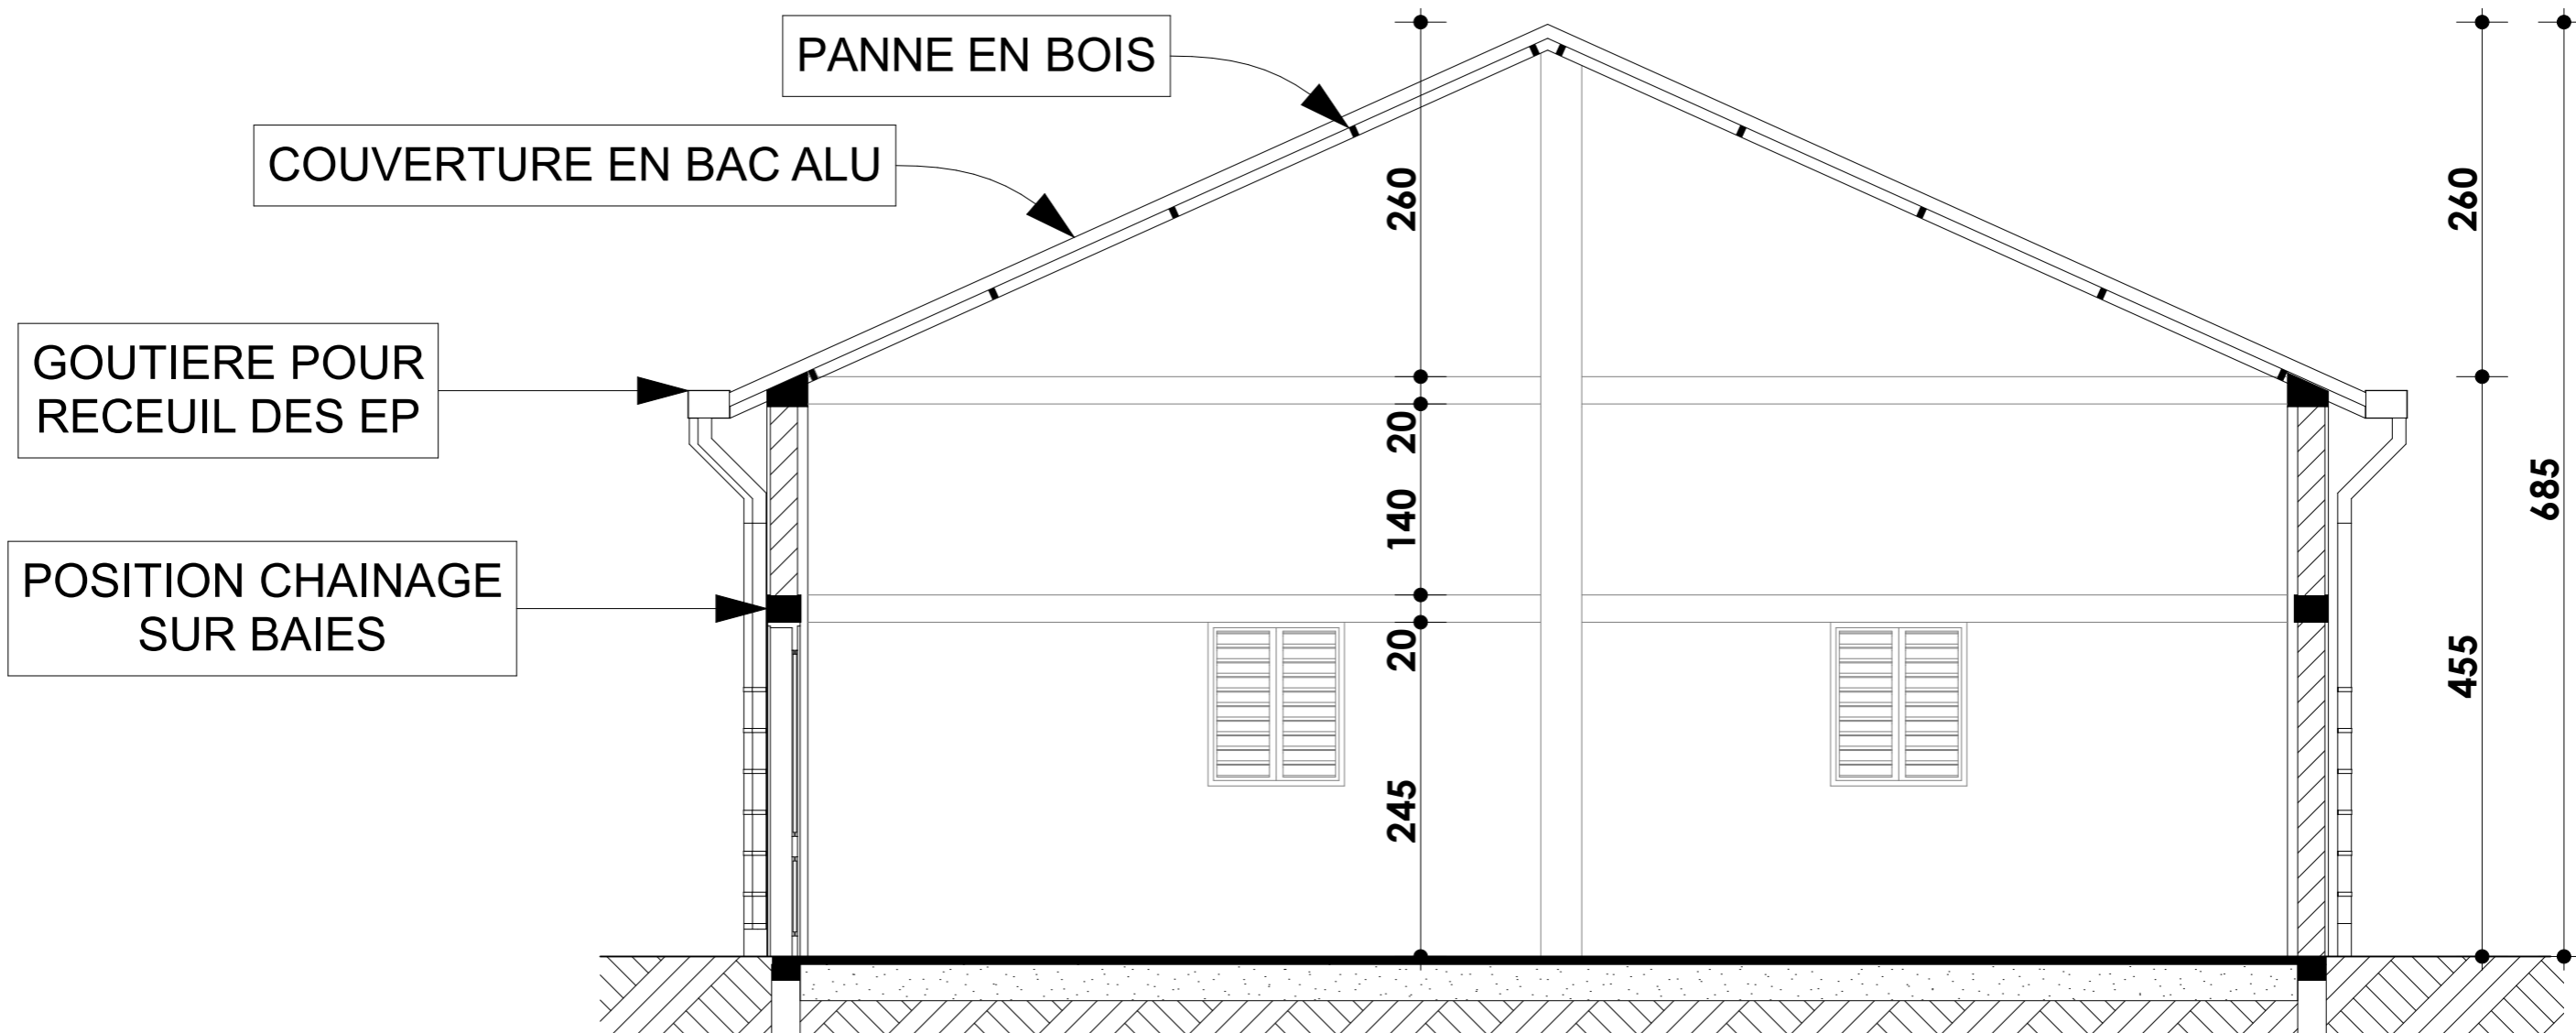 PANNE EN BOIS
COUVERTURE EN BAC ALU
GOUTIERE POUR
RECEUIL DES EP
POSITION CHAINAGE
SUR BAIES
260
20
140
20
245
260
455
685